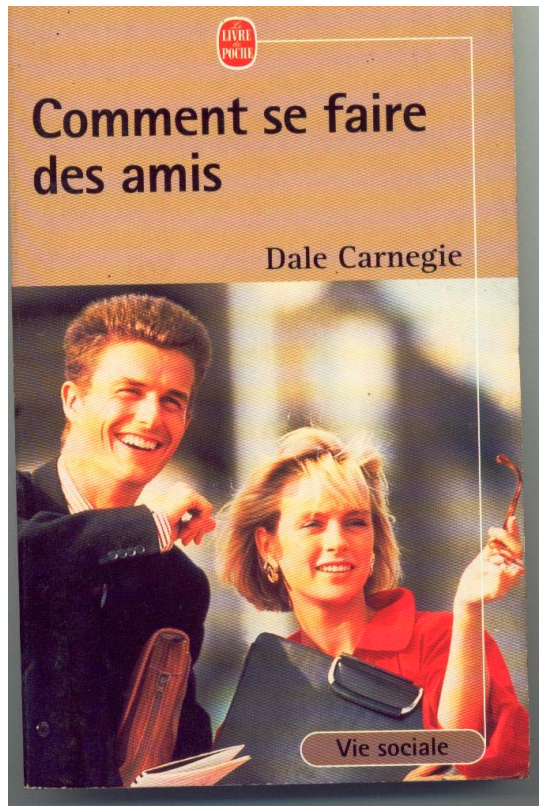 Le
LIVRE
de
POCHE
Comment se faire
des amis
Dale Carnegie
Vie sociale